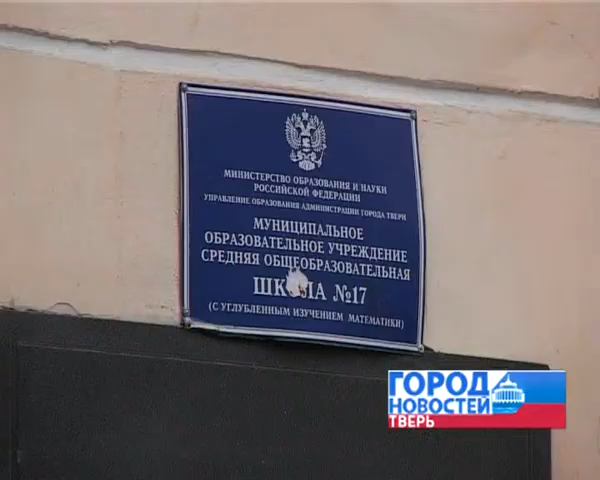 МИНИСТЕРСТВО ОБРАЗОВАНИЯ И НАУКИ
РОССИЙСКОЙ ФЕДЕРАЦИИ
УПРАВЛЕНИЕ ОБРАЗОВАНИЯ АДМИНИСТРАЦИИ ГОРОДА ТВЕРИ
МУНИЦИПАЛЬНОЕ
ОБРАЗОВАТЕЛЬНОЕ УЧРЕЖДЕНИЕ
СРЕДНЯЯ ОБЩЕОБРАЗОВАТЕЛЬНАЯ
ШКОЛА №17
(С УГЛУБЛЕННЫМ ИЗУЧЕНИЕМ МАТЕМАТИКИ)
ГОРОД
НОВОСТЕЙ
ТВЕРЬ